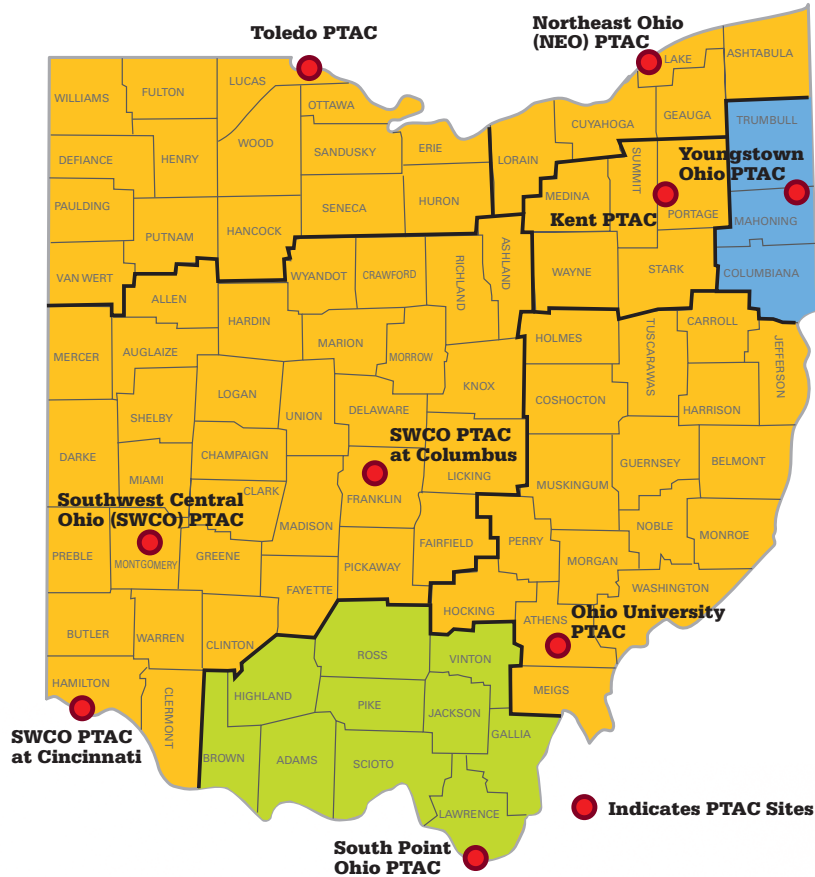 Toledo PTAC
Northeast Ohio
(NEO) PTAC
LAKE
ASHTABULA
WILLIAMS
FULTON
LUCAS
OTTAWA
CUYAHOGA
GEAUGA
TRUMBULL
DEFIANCE
HENRY
WOOD
SANDUSKY
ERIE
LORAIN
SUMMIT
Youngstown
Ohio PTAC
MEDINA
PAULDING
PUTNAM
HANCOCK
SENECA
HURON
Kent PTAC
PORTAGE
MAHONING
VAN WERT
WYANDOT
CRAWFORD
RICHLAND
ASHLAND
WAYNE
STARK
COLUMBIANA
ALLEN
HARDIN
MERCER
AUGLAIZE
MARION
MORROW
HOLMES
TUSCARAWAS
CARROLL
JEFFERSON
LOGAN
UNION
DELAWARE
KNOX
COSHOCTON
HARRISON
SHELBY
DARKE
CHAMPAIGN
SWCO PTAC
at Columbus
MIAMI
CLARK
FRANKLIN
LICKING
MUSKINGUM
GUERNSEY
BELMONT
Southwest Central
Ohio (SWCO) PTAC
MADISON
NOBLE
MONROE
PREBLE
MONTGOMERY
GREENE
FAIRFIELD
PERRY
MORGAN
FAYETTE
PICKAWAY
WASHINGTON
HOCKING
ATHENS
Ohio University
PTAC
BUTLER
WARREN
CLINTON
ROSS
VINTON
HAMILTON
CLERMONT
HIGHLAND
PIKE
JACKSON
MEIGS
GALLIA
SWCO PTAC
at Cincinnati
BROWN
ADAMS
SCIOTO
LAWRENCE
Indicates PTAC Sites
South Point
Ohio PTAC